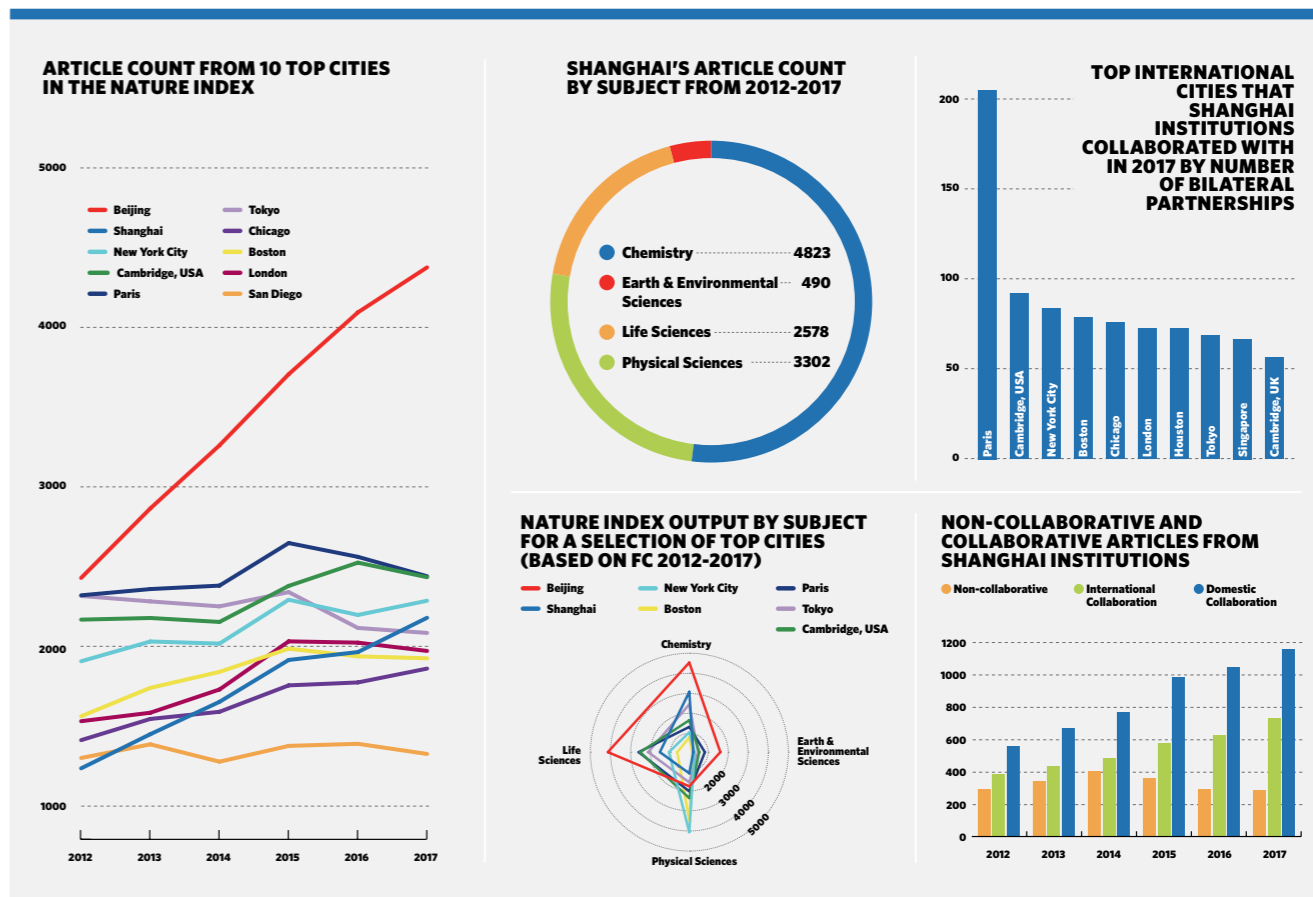 ARTICLE COUNT FROM 10 TOP CITIES
IN THE NATURE INDEX
5000
4000
3000
2000
1000
Beijing
Shanghai
New York City
Cambridge, USA
Paris
Tokyo
Chicago
Boston
London
San Diego
2012 2013 2014 2015 2016 2017
SHANGHAI'S ARTICLE COUNT
BY SUBJECT FROM 2012-2017
Chemistry 4823
Earth & Environmental 490
Sciences
Life Sciences 2578
Physical Sciences 3302
TOP INTERNATIONAL
CITIES THAT
SHANGHAI
INSTITUTIONS
COLLABORATED WITH
IN 2017 BY NUMBER
OF BILATERAL
PARTNERSHIPS
200
150
100
50
0
Paris
Cambridge, USA
New York City
Boston
Chicago
London
Houston
Tokyo
Singapore
Cambridge, UK
NATURE INDEX OUTPUT BY SUBJECT
FOR A SELECTION OF TOP CITIES
(BASED ON FC 2012-2017)
Beijing
Shanghai
New York City
Boston
Paris
Tokyo
Cambridge, USA
Chemistry
Life
Sciences
Earth &
Environmental
Sciences
2000
3000
4000
5000
Physical Sciences
NON-COLLABORATIVE AND
COLLABORATIVE ARTICLES FROM
SHANGHAI INSTITUTIONS
Non-collaborative
International
Collaboration
Domestic
Collaboration
1200
1000
800
600
400
200
0
2012 2013 2014 2015 2016 2017